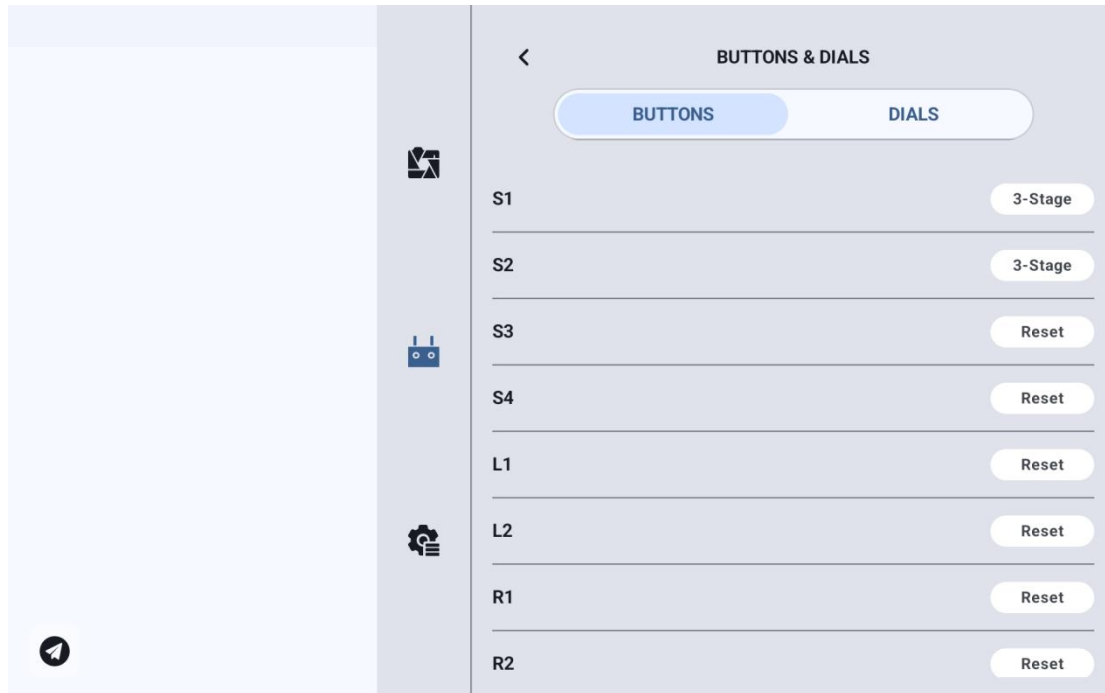 BUTTONS & DIALS
BUTTONS DIALS
S1 3-Stage
S2 3-Stage
S3 Reset
S4 Reset
L1 Reset
L2 Reset
R1 Reset
R2 Reset